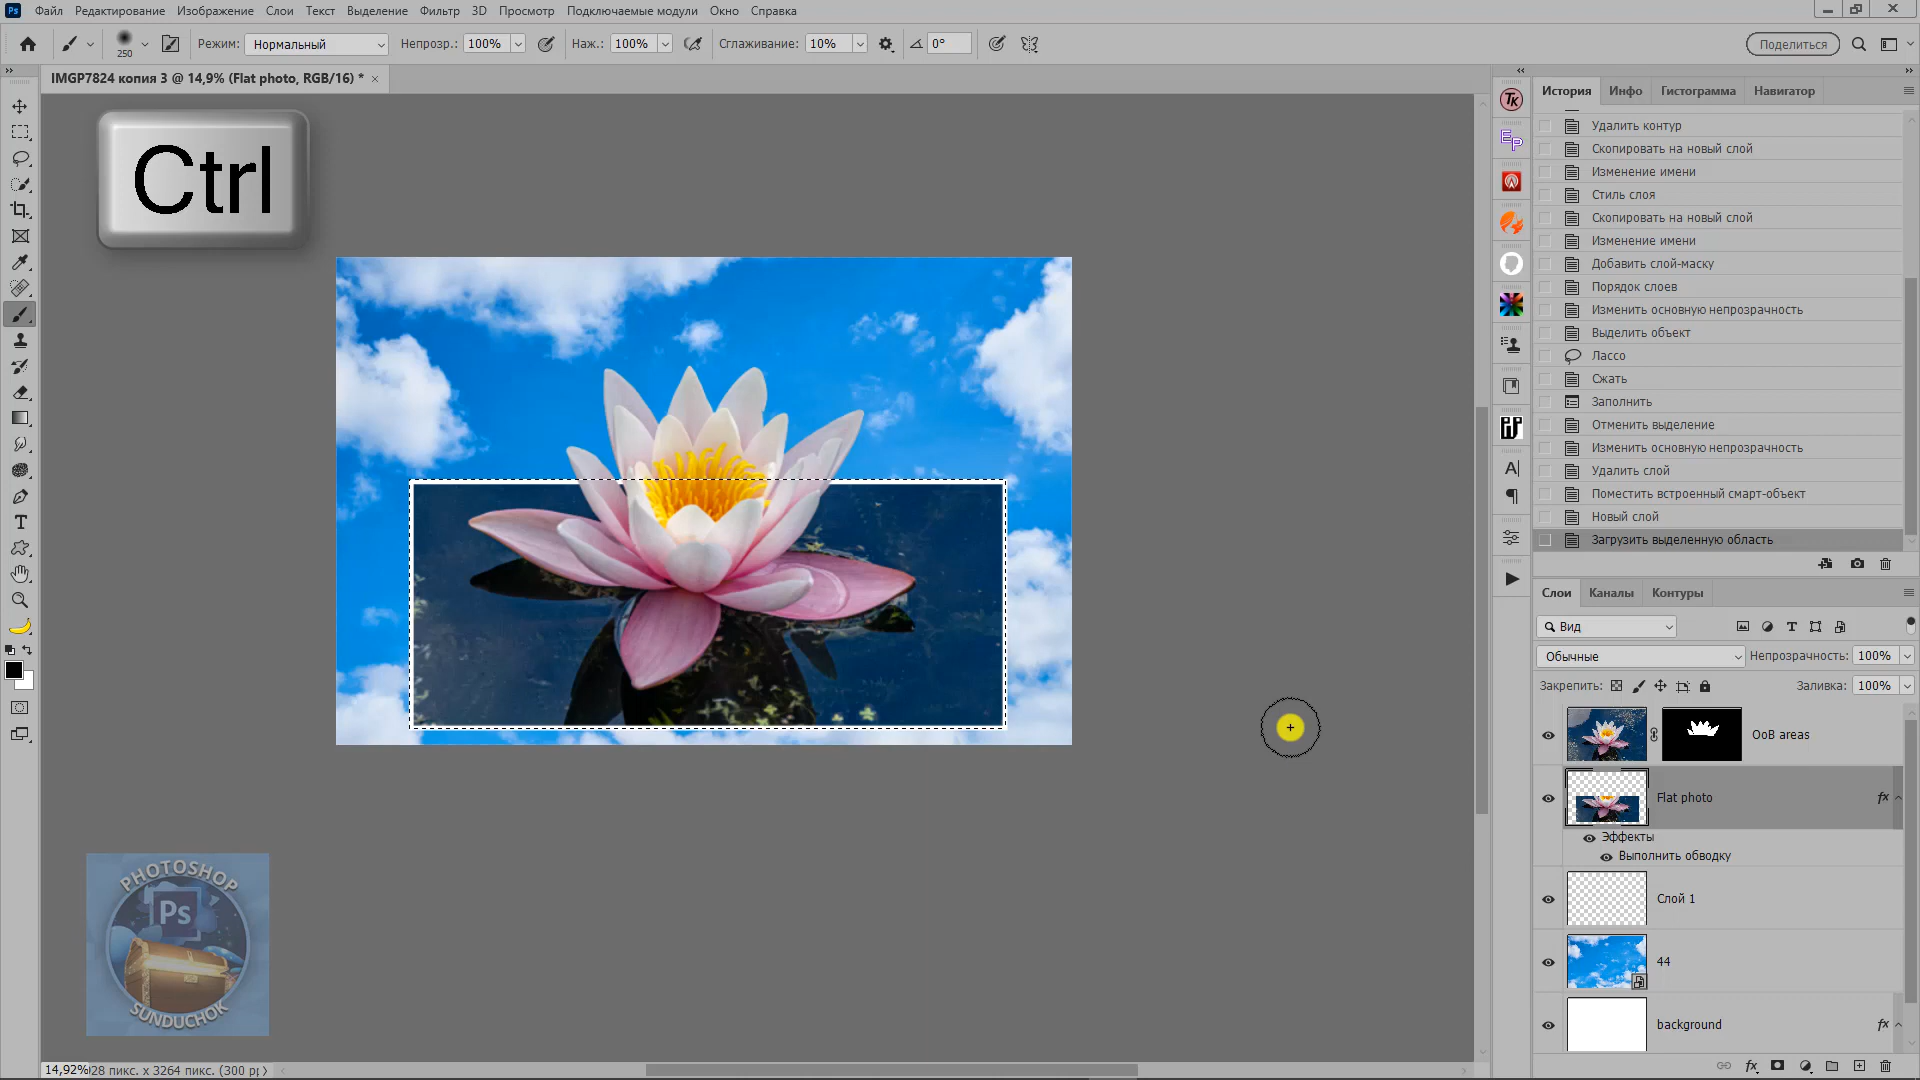 Ps Файл Редактирование Изображение Слои Текст Выделение Фильтр 3D Просмотр Подключаемые модули Окно Справка
250 Режим: Нормальный Непрозр.: 100% Наж.: 100% Сглаживание: 10% 0° Поделиться
IMGP7824 копия 3 @ 14,9% (Flat photo, RGB/16) * ×
История Инфо Гистограмма Навигатор
Ctrl
Удалить контур
Скопировать на новый слой
Изменение имени
Стиль слоя
Скопировать на новый слой
Изменение имени
Добавить слой-маску
Порядок слоев
Изменить основную непрозрачность
Выделить объект
Лассо
Сжать
Заполнить
Отменить выделение
Изменить основную непрозрачность
Удалить слой
Поместить встроенный смарт-объект
Новый слой
Загрузить выделенную область
Слои Каналы Контуры
Вид
Обычные Непрозрачность: 100%
Закрепить: Заливка: 100%
OoB areas
Flat photo fx
Эффекты
Выполнить обводку
Слой 1
44
background fx
PHOTOSHOP
Ps
SUNDUCHOK
14,92% 28 пикс. x 3264 пикс. (300 pp